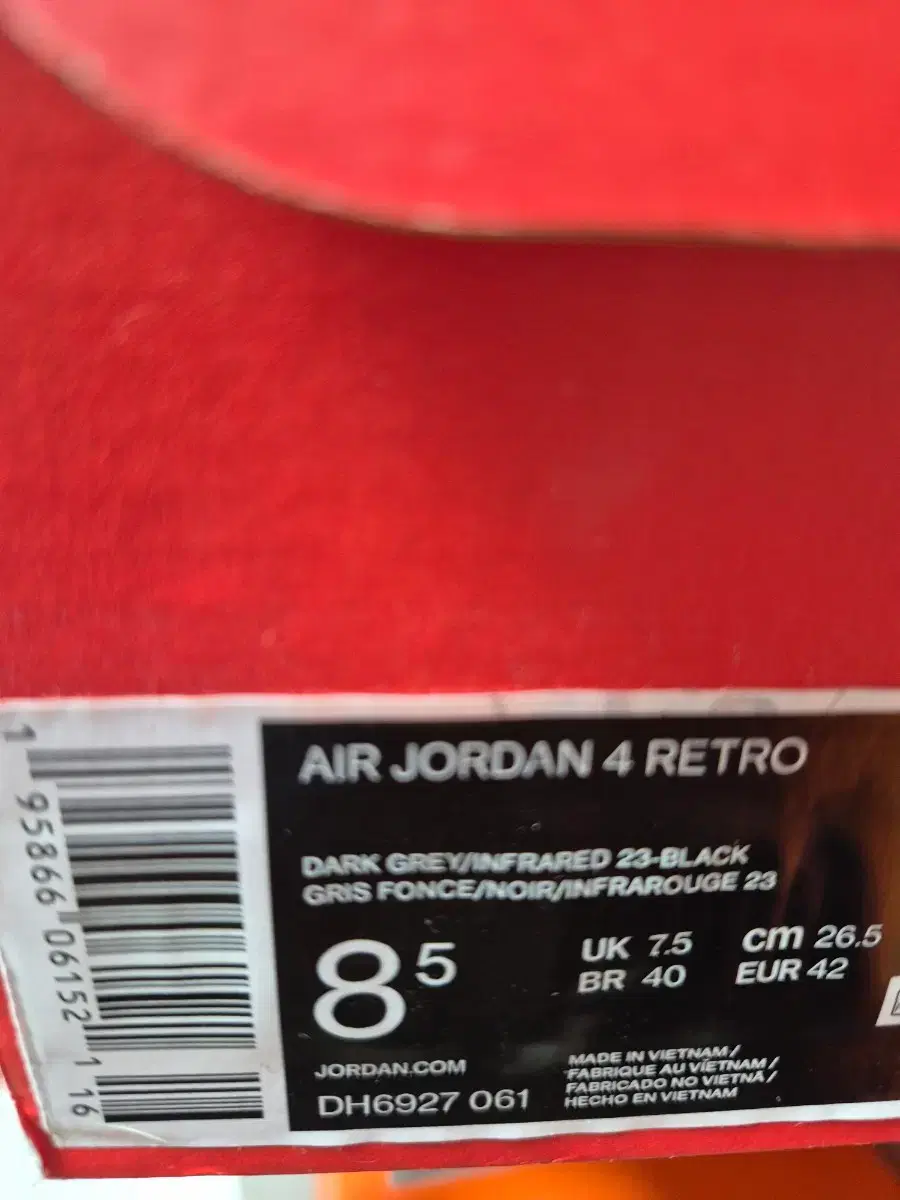 AIR JORDAN 4 RETRO
DARK GREY/INFRARED 23-BLACK
GRIS FONCE/NOIR/INFRAROUGE 23
8 5
UK 7.5 cm 26.5
BR 40 EUR 42
JORDAN.COM
DH6927 061
MADE IN VIETNAM/
FABRIQUE AU VIETNAM/
FABRICADO NO VIETNÃ/
HECHO EN VIETNAM
1 95866 06152 1 16